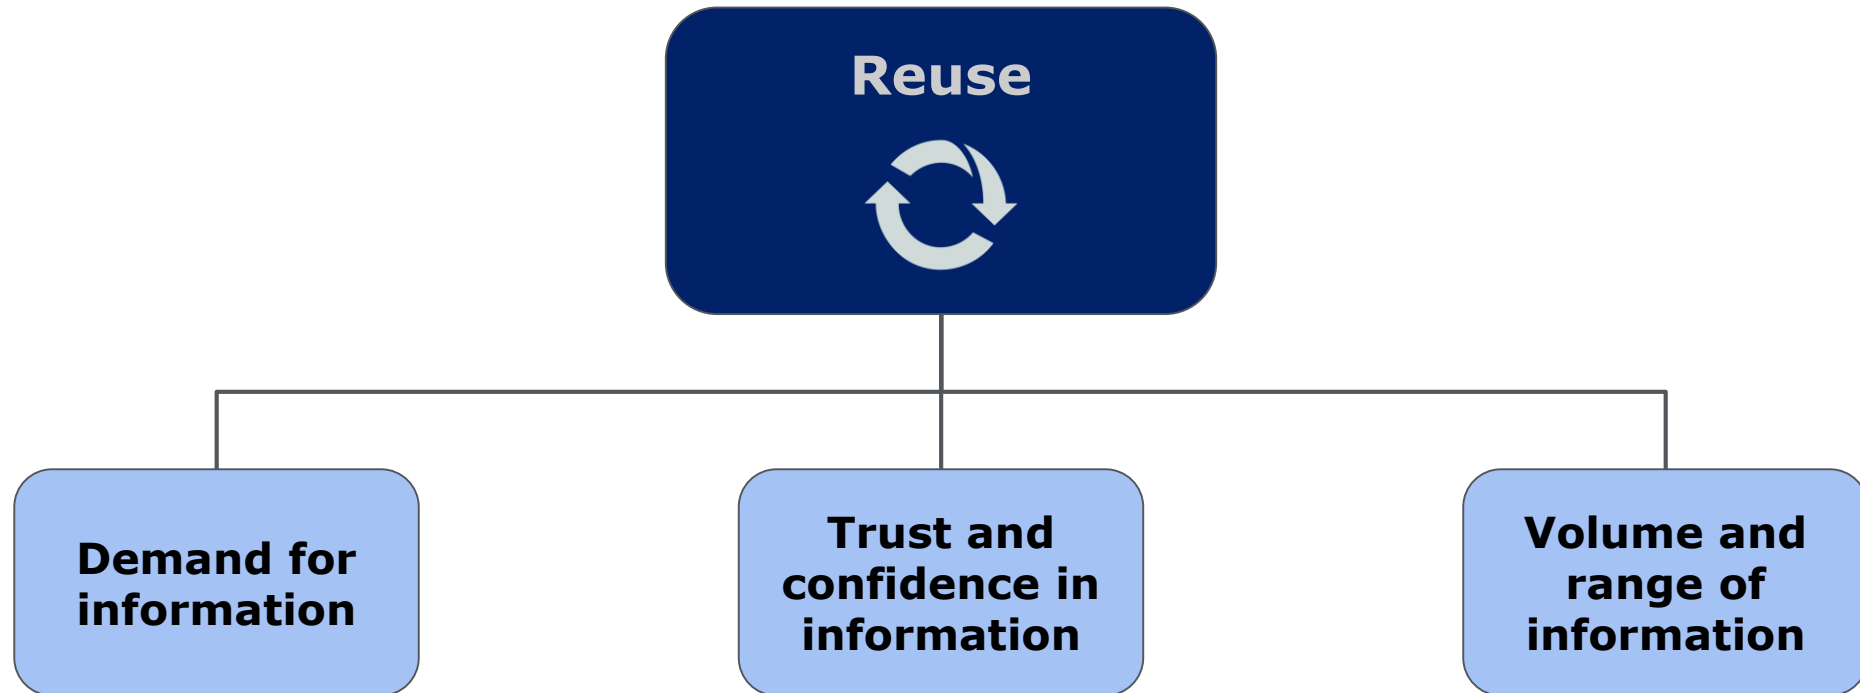 Reuse
Demand for
information
Trust and
confidence in
information
Volume and
range of
information